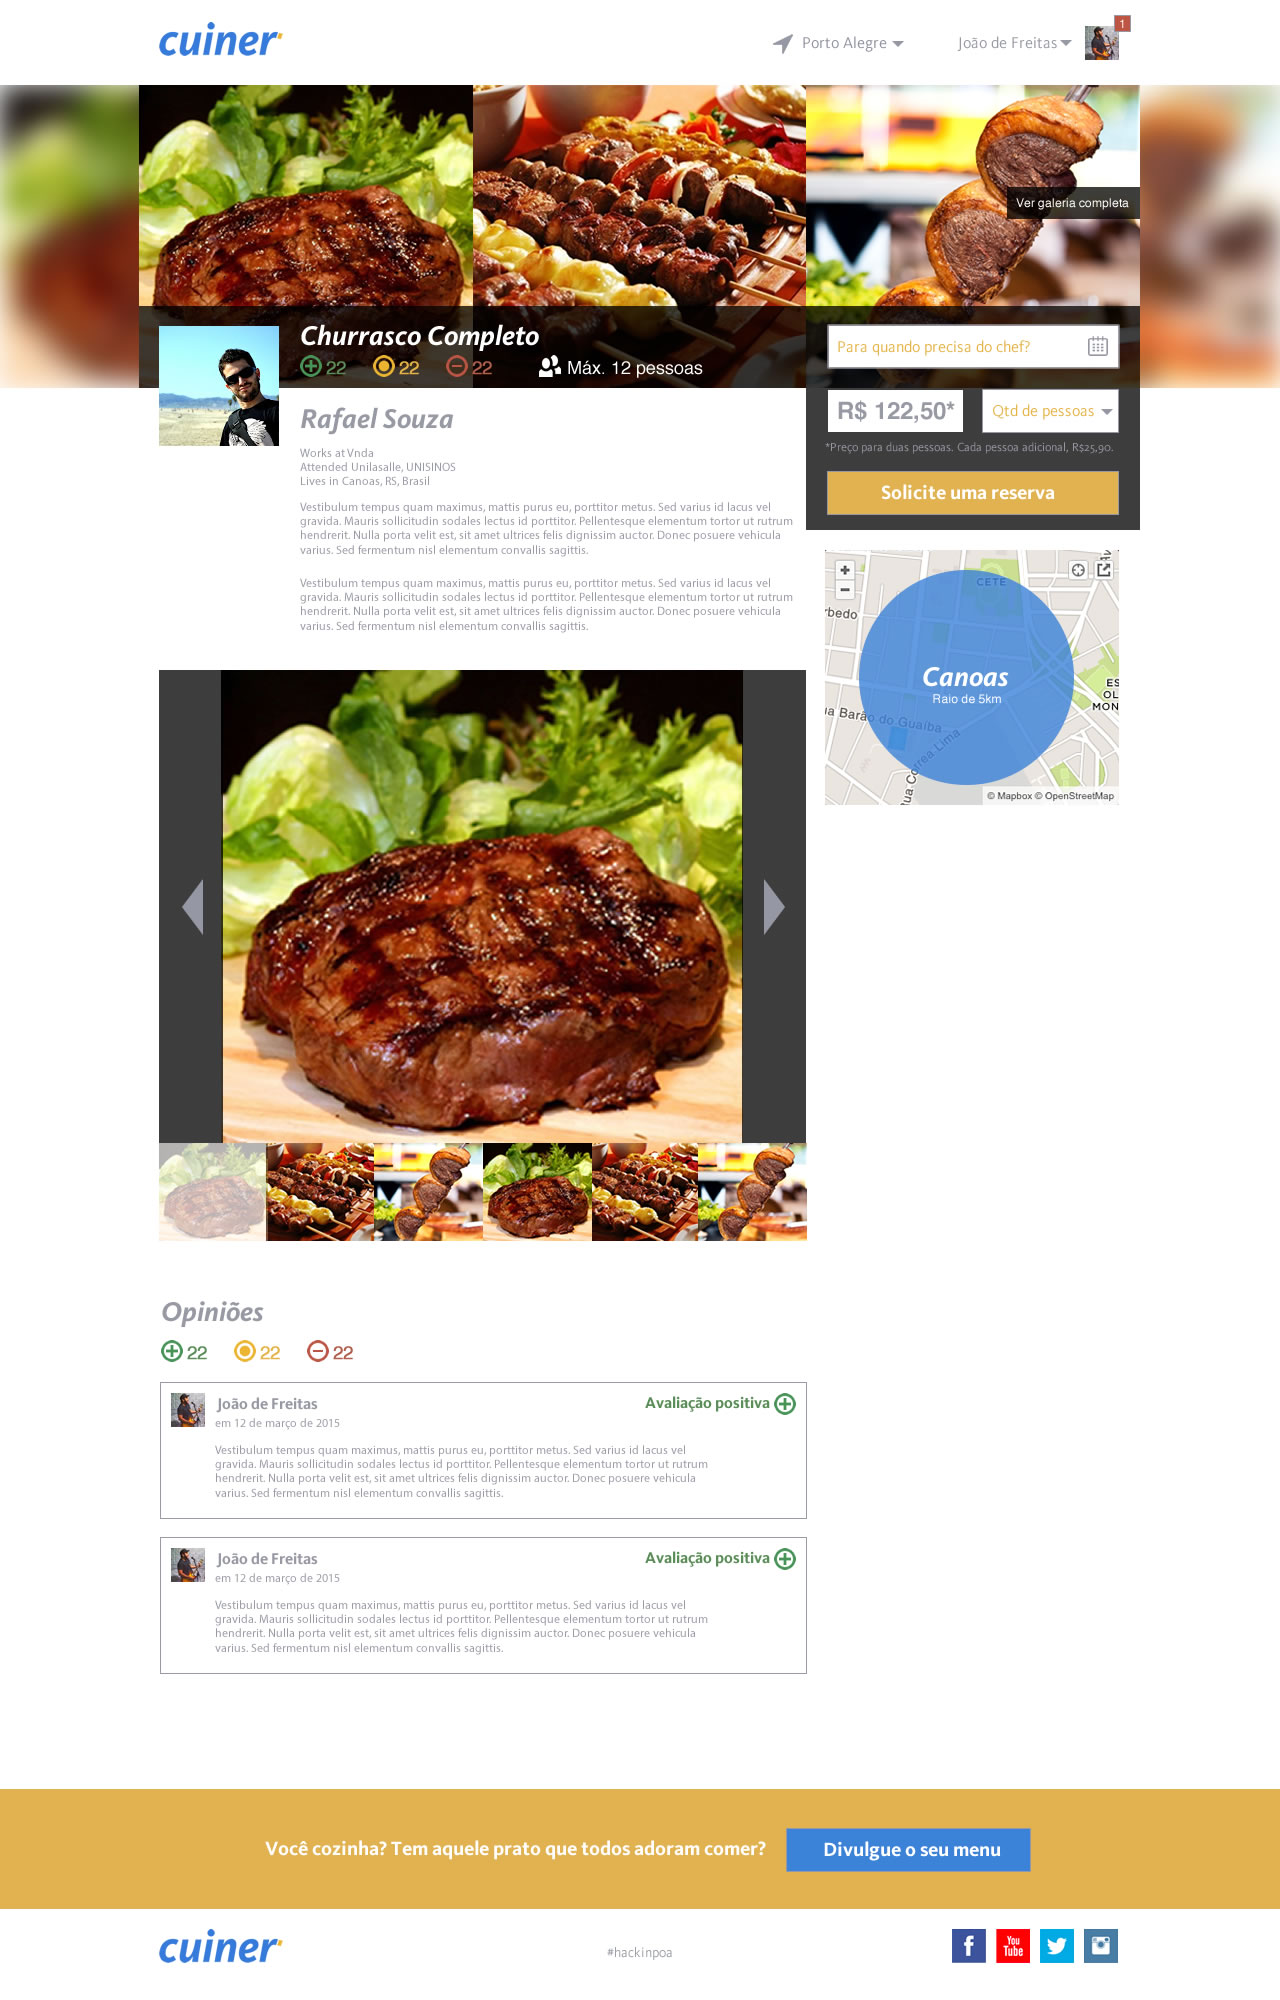 cuiner
Porto Alegre
João de Freitas
1
Ver galeria completa
Churrasco Completo
22 22 22 Máx. 12 pessoas
Para quando precisa do chef?
R$ 122,50* Qtd de pessoas
*Preço para duas pessoas. Cada pessoa adicional, R$25,90.
Solicite uma reserva
Rafael Souza
Works at Vnda
Attended Unilasalle, UNISINOS
Lives in Canoas, RS, Brasil
Vestibulum tempus quam maximus, mattis purus eu, porttitor metus. Sed varius id lacus vel
gravida. Mauris sollicitudin sodales lectus id porttitor. Pellentesque elementum tortor ut rutrum
hendrerit. Nulla porta velit est, sit amet ultrices felis dignissim auctor. Donec posuere vehicula
varius. Sed fermentum nisl elementum convallis sagittis.
Vestibulum tempus quam maximus, mattis purus eu, porttitor metus. Sed varius id lacus vel
gravida. Mauris sollicitudin sodales lectus id porttitor. Pellentesque elementum tortor ut rutrum
hendrerit. Nulla porta velit est, sit amet ultrices felis dignissim auctor. Donec posuere vehicula
varius. Sed fermentum nisl elementum convallis sagittis.
CETE
rbedo
Canoas
Raio de 5km
ES
OL
MON
ua Barão do Guaíba
ua Correa Lima
© Mapbox © OpenStreetMap
Opiniões
22 22 22
João de Freitas
Avaliação positiva
em 12 de março de 2015
Vestibulum tempus quam maximus, mattis purus eu, porttitor metus. Sed varius id lacus vel
gravida. Mauris sollicitudin sodales lectus id porttitor. Pellentesque elementum tortor ut rutrum
hendrerit. Nulla porta velit est, sit amet ultrices felis dignissim auctor. Donec posuere vehicula
varius. Sed fermentum nisl elementum convallis sagittis.
João de Freitas
Avaliação positiva
em 12 de março de 2015
Vestibulum tempus quam maximus, mattis purus eu, porttitor metus. Sed varius id lacus vel
gravida. Mauris sollicitudin sodales lectus id porttitor. Pellentesque elementum tortor ut rutrum
hendrerit. Nulla porta velit est, sit amet ultrices felis dignissim auctor. Donec posuere vehicula
varius. Sed fermentum nisl elementum convallis sagittis.
Você cozinha? Tem aquele prato que todos adoram comer?
Divulgue o seu menu
cuiner
#hackinpoa
f
You
Tube